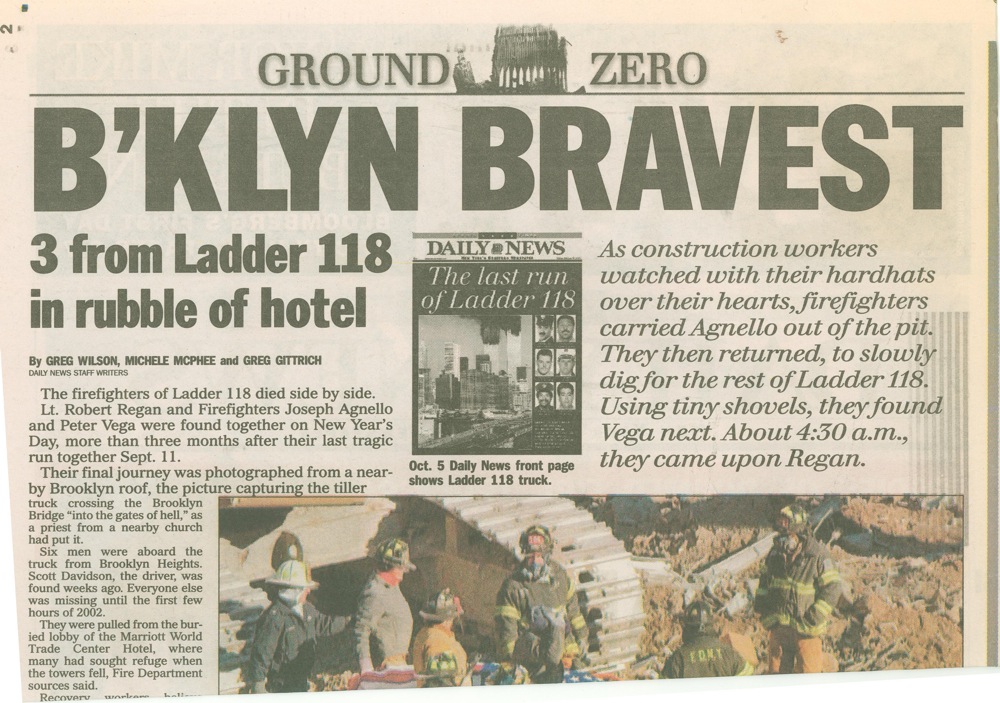 GROUND ZERO
B'KLYN BRAVEST
3 from Ladder 118
in rubble of hotel
By GREG WILSON, MICHELE MCPHEE and GREG GITTRICH
DAILY NEWS STAFF WRITERS
The firefighters of Ladder 118 died side by side.
Lt. Robert Regan and Firefighters Joseph Agnello
and Peter Vega were found together on New Year's
Day, more than three months after their last tragic
run together Sept. 11.
Their final journey was photographed from a near-
by Brooklyn roof, the picture capturing the tiller
truck crossing the Brooklyn
Bridge "into the gates of hell," as
a priest from a nearby church
had put it.
Six men were aboard the
truck from Brooklyn Heights.
Scott Davidson, the driver, was
found weeks ago. Everyone else
was missing until the first few
hours of 2002.
They were pulled from the bur-
ied lobby of the Marriott World
Trade Center Hotel, where
many had sought refuge when
the towers fell, Fire Department
sources said.
Recovery workers
DAILY NEWS
The last run
of Ladder 118
Oct. 5 Daily News front page
shows Ladder 118 truck.
As construction workers
watched with their hardhats
over their hearts, firefighters
carried Agnello out of the pit.
They then returned, to slowly
dig for the rest of Ladder 118.
Using tiny shovels, they found
Vega next. About 4:30 a.m.,
they came upon Regan.
F.D.N.Y.
2